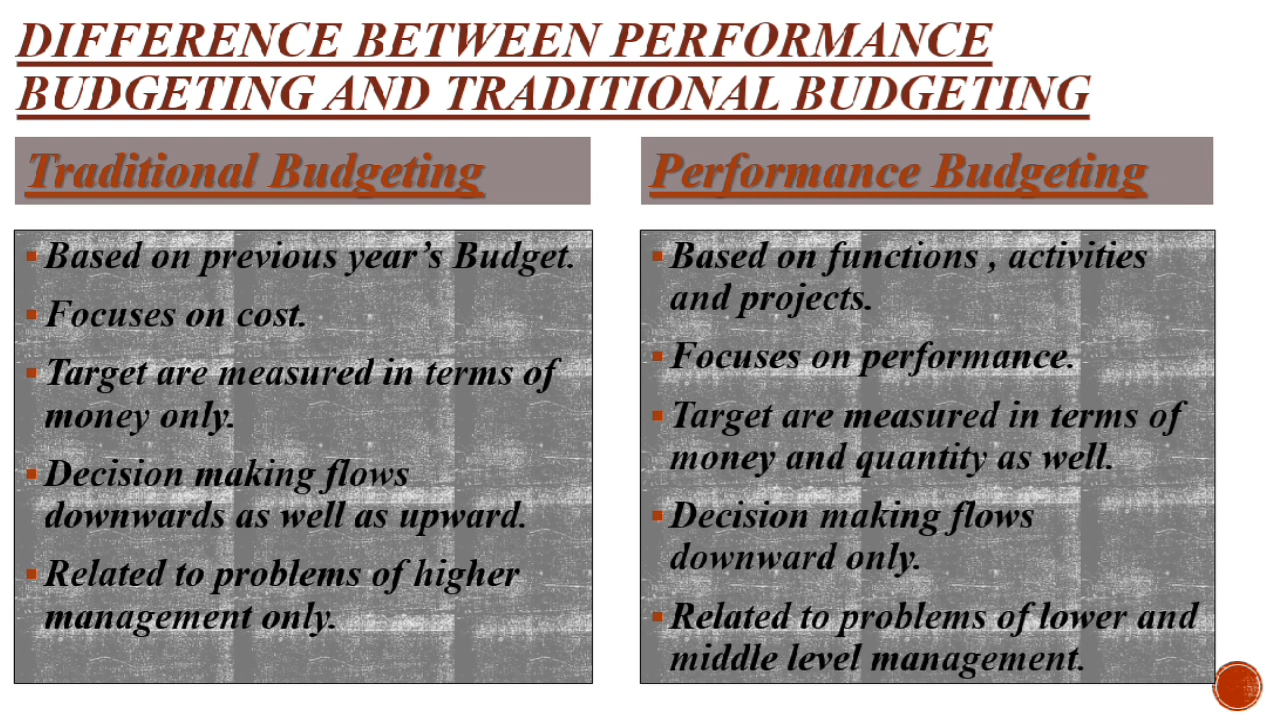 DIFFERENCE BETWEEN PERFORMANCE
BUDGETING AND TRADITIONAL BUDGETING
Traditional Budgeting
▪ Based on previous year’s Budget.
▪ Focuses on cost.
▪ Target are measured in terms of
money only.
▪ Decision making flows
downwards as well as upward.
▪ Related to problems of higher
management only.
Performance Budgeting
▪ Based on functions , activities
and projects.
▪ Focuses on performance.
▪ Target are measured in terms of
money and quantity as well.
▪ Decision making flows
downward only.
▪ Related to problems of lower and
middle level management.